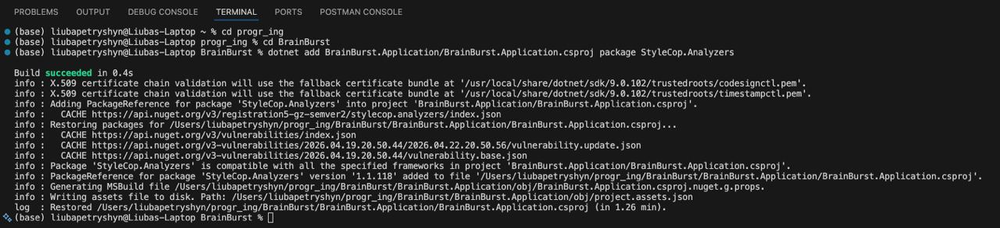 PROBLEMS OUTPUT DEBUG CONSOLE TERMINAL PORTS POSTMAN CONSOLE
(base) liubapetryshyn@Liubas-Laptop ~ % cd progr_ing
(base) liubapetryshyn@Liubas-Laptop progr_ing % cd BrainBurst
(base) liubapetryshyn@Liubas-Laptop BrainBurst % dotnet add BrainBurst.Application/BrainBurst.Application.csproj package StyleCop.Analyzers
Build succeeded in 0.4s
info : X.509 certificate chain validation will use the fallback certificate bundle at '/usr/local/share/dotnet/sdk/9.0.102/trustedroots/codesignctl.pem'.
info : X.509 certificate chain validation will use the fallback certificate bundle at '/usr/local/share/dotnet/sdk/9.0.102/trustedroots/timestampctl.pem'.
info : Adding PackageReference for package 'StyleCop.Analyzers' into project 'BrainBurst.Application/BrainBurst.Application.csproj'.
info :   CACHE https://api.nuget.org/v3/registration5-gz-semver2/stylecop.analyzers/index.json
info : Restoring packages for /Users/liubapetryshyn/progr_ing/BrainBurst/BrainBurst.Application/BrainBurst.Application.csproj...
info :   CACHE https://api.nuget.org/v3/vulnerabilities/index.json
info :   CACHE https://api.nuget.org/v3-vulnerabilities/2026.04.19.20.50.44/2026.04.22.20.50.56/vulnerability.update.json
info :   CACHE https://api.nuget.org/v3-vulnerabilities/2026.04.19.20.50.44/vulnerability.base.json
info : Package 'StyleCop.Analyzers' is compatible with all the specified frameworks in project 'BrainBurst.Application/BrainBurst.Application.csproj'.
info : PackageReference for package 'StyleCop.Analyzers' version '1.1.118' added to file '/Users/liubapetryshyn/progr_ing/BrainBurst/BrainBurst.Application/BrainBurst.Application.csproj'.
info : Generating MSBuild file /Users/liubapetryshyn/progr_ing/BrainBurst/BrainBurst.Application/obj/BrainBurst.Application.csproj.nuget.g.props.
info : Writing assets file to disk. Path: /Users/liubapetryshyn/progr_ing/BrainBurst/BrainBurst.Application/obj/project.assets.json
log  : Restored /Users/liubapetryshyn/progr_ing/BrainBurst/BrainBurst.Application/BrainBurst.Application.csproj (in 1.26 min).
(base) liubapetryshyn@Liubas-Laptop BrainBurst %